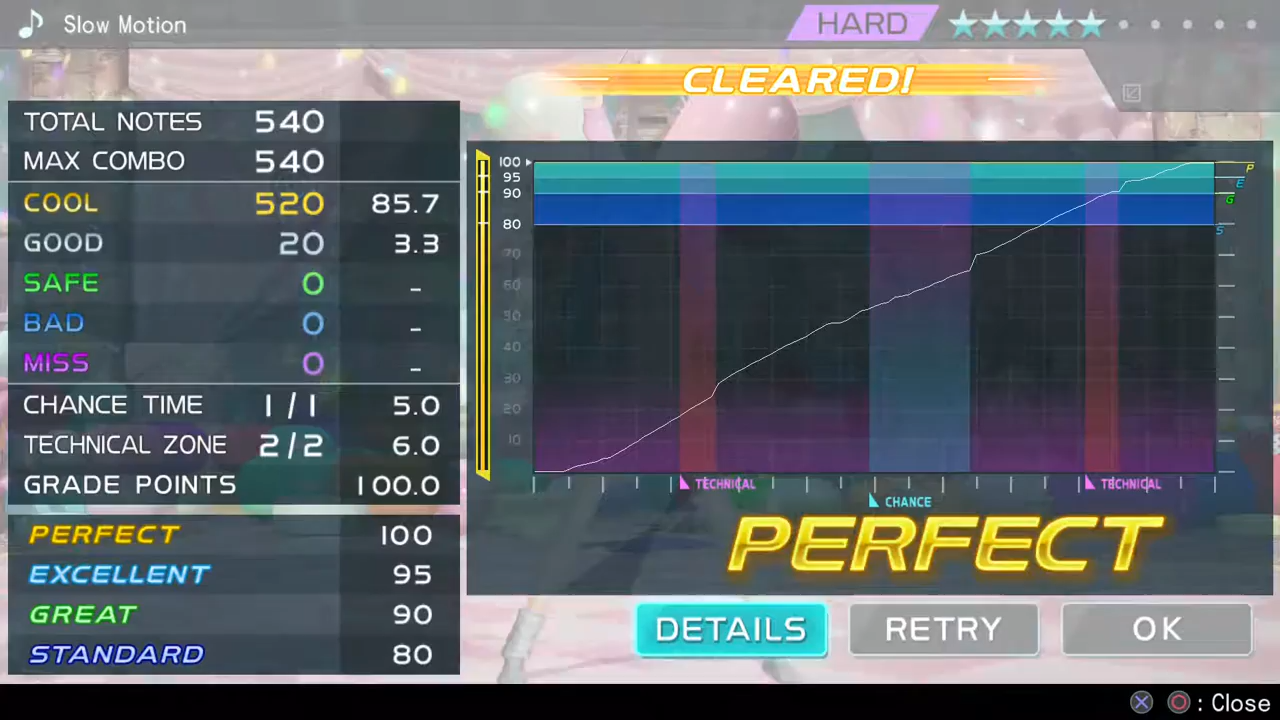 Slow Motion
HARD
CLEARED!
TOTAL NOTES 540
MAX COMBO 540
COOL 520 85.7
GOOD 20 3.3
SAFE 0 -
BAD 0 -
MISS 0 -
CHANCE TIME 1/1 5.0
TECHNICAL ZONE 2/2 6.0
GRADE POINTS 100.0
PERFECT 100
EXCELLENT 95
GREAT 90
STANDARD 80
100
95
90
80
70
60
50
40
30
20
10
P
E
G
S
TECHNICAL TECHNICAL
CHANCE
PERFECT
DETAILS RETRY OK
: Close